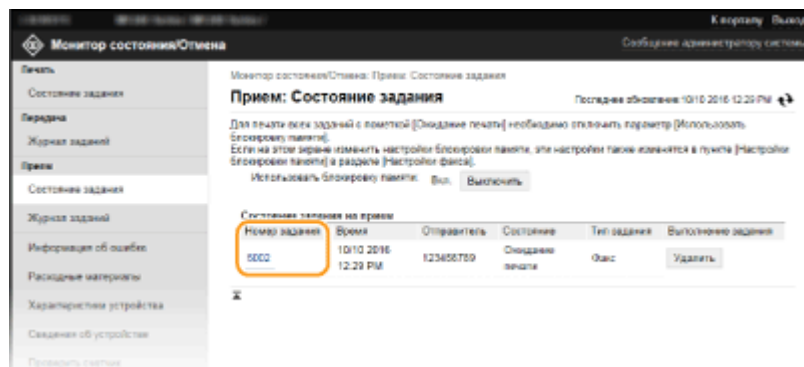 К порталу Выход
Монитор состояния/Отмена
Сообщение администратору системы
Печать
Состояние задания
Передача
Журнал заданий
Прием
Состояние задания
Журнал заданий
Информация об ошибке
Расходные материалы
Характеристики устройства
Сведения об устройстве
Проверить счетчик
Монитор состояния/Отмена: Прием: Состояние задания
Прием: Состояние задания
Последнее обновление: 10/10 2016 12:29 PM
Для печати всех заданий с пометкой [Ожидание печати] необходимо отключить параметр [Использовать
блокировку памяти].
Если на этом экране изменить настройки блокировки памяти, эти настройки также изменятся в пункте [Настройки
блокировки памяти] в разделе [Настройки факса].
Использовать блокировку памяти: Вкл. Выключить
Состояние задания на прием
Номер задания Время Отправитель Состояние Тип задания Выполнение задания
5002 10/10 2016 12:29 PM 123456789 Ожидание печати Факс Удалить